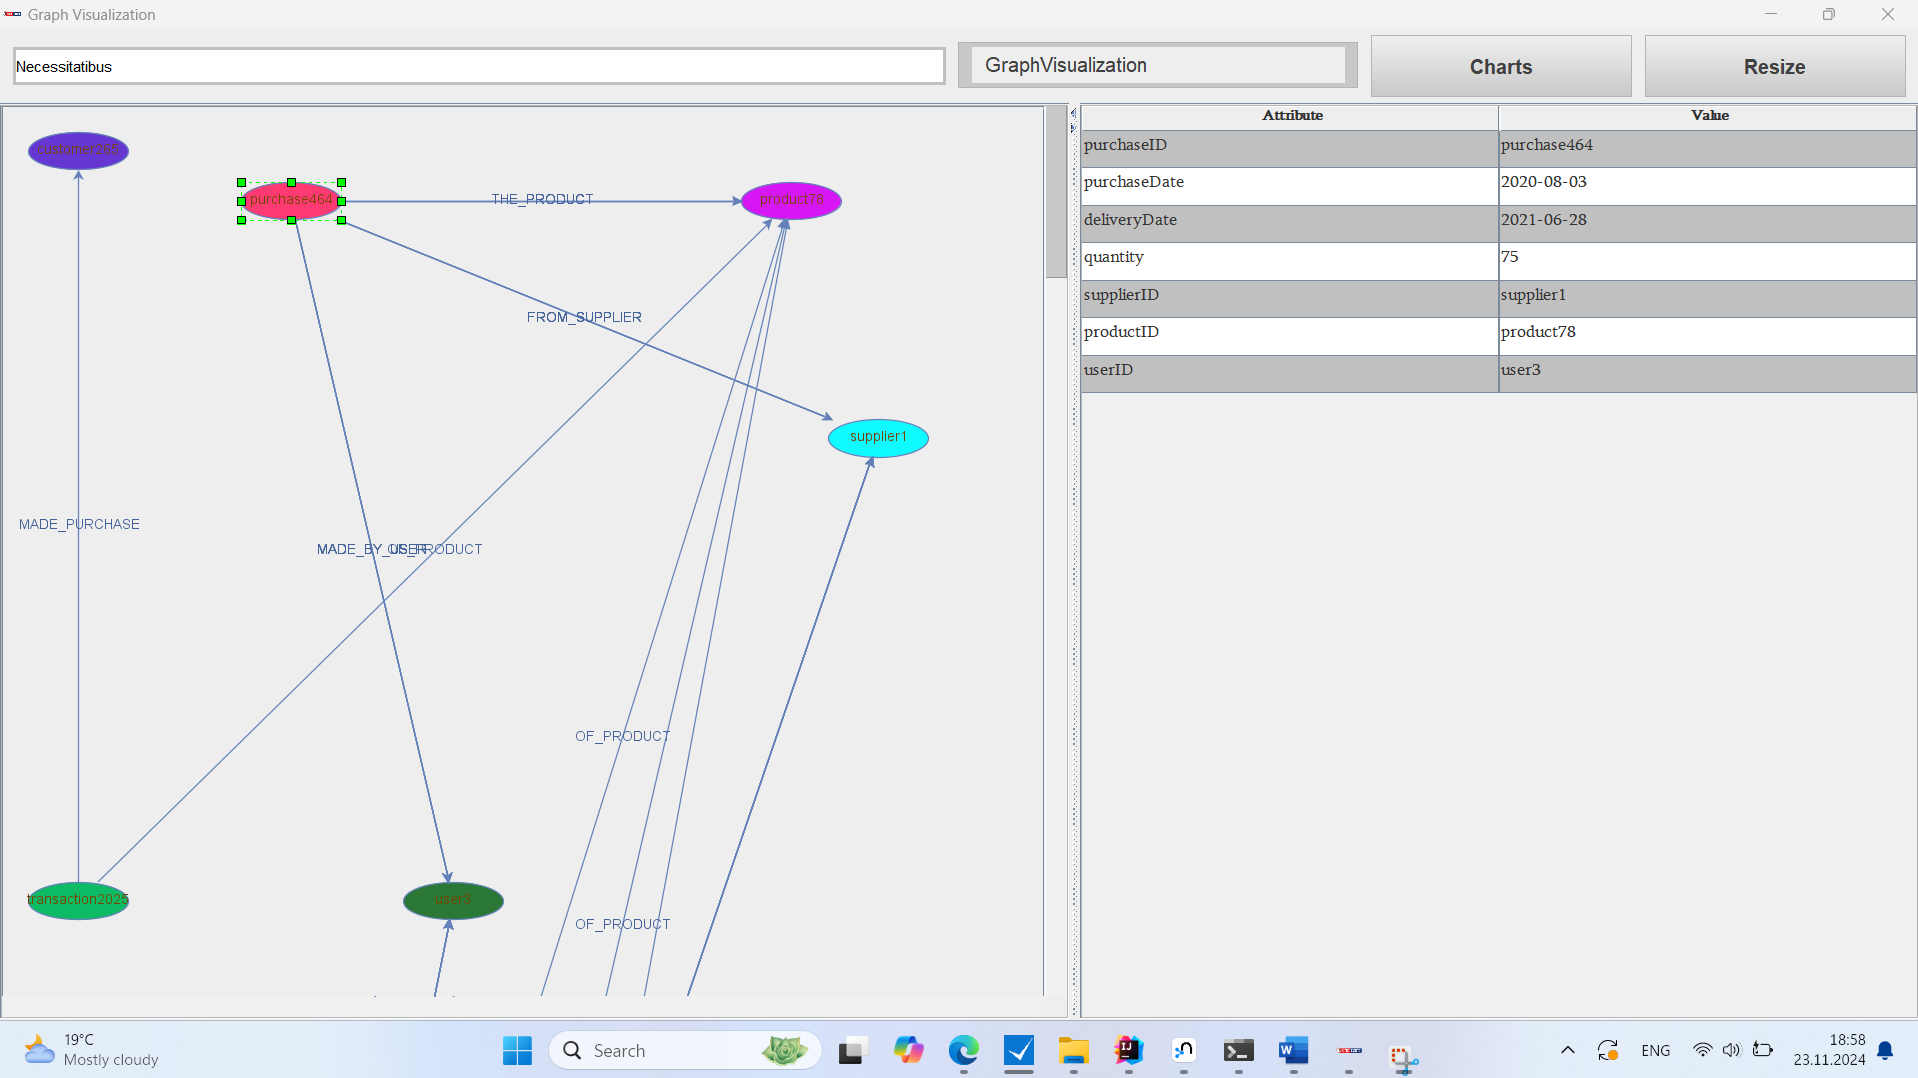 Graph Visualization
Necessitatibus
GraphVisualization
Charts
Resize
customer265
purchase464
THE_PRODUCT
product78
FROM_SUPPLIER
supplier1
MADE_PURCHASE
MADE_BY_USER
OF_PRODUCT
OF_PRODUCT
transaction2025
user3
OF_PRODUCT
Attribute Value
purchaseID purchase464
purchaseDate 2020-08-03
deliveryDate 2021-06-28
quantity 75
supplierID supplier1
productID product78
userID user3
19°C
Mostly cloudy
Search
ENG
18:58
23.11.2024